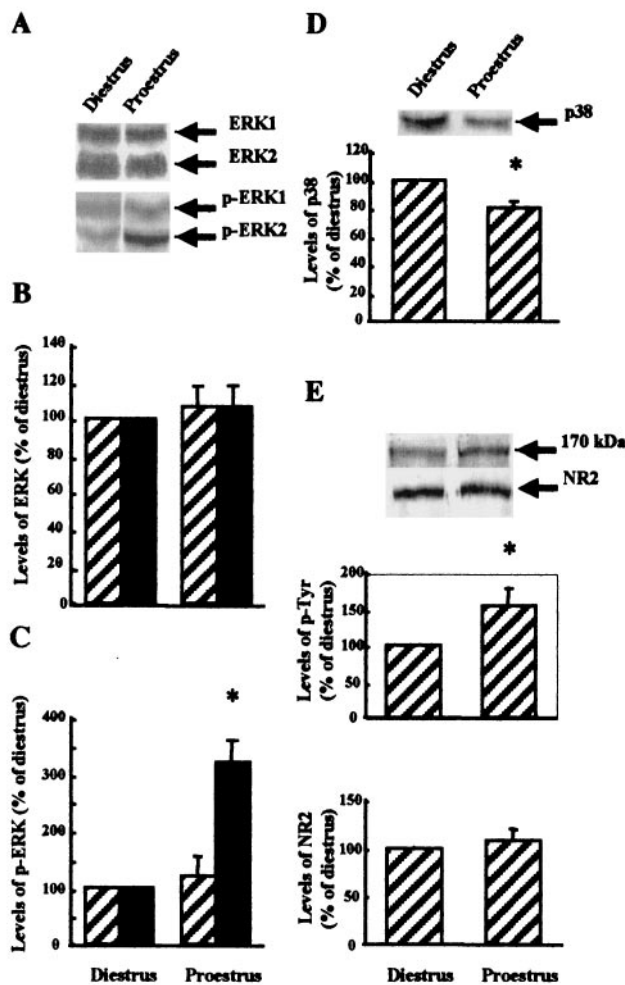 A
Diestrus
Proestrus
ERK1
ERK2
p-ERK1
p-ERK2
B
Levels of ERK (% of diestrus)
140
120
100
80
60
40
20
0
C
Levels of p-ERK (% of diestrus)
400
300
100
0
*
Diestrus
Proestrus
D
Diestrus
Proestrus
p38
Levels of p38
(% of diestrus)
120
100
80
60
40
20
0
*
E
170 kDa
NR2
Levels of p-Tyr
(% of diestrus)
200
150
100
50
0
*
Levels of NR2
(% of diestrus)
150
100
50
0
Diestrus
Proestrus